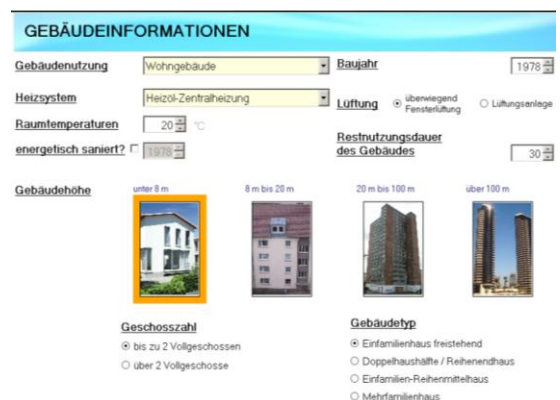 GEBÄUDEINFORMATIONEN
Gebäudenutzung Wohngebäude Baujahr 1978
Heizsystem Heizöl-Zentralheizung Lüftung überwiegend Fensterlüftung Lüftungsanlage
Raumtemperaturen 20 °C
Restnutzungsdauer des Gebäudes 30
energetisch saniert? 1978
Gebäudehöhe unter 8 m 8 m bis 20 m 20 m bis 100 m über 100 m
Geschosszahl
bis zu 2 Vollgeschossen
über 2 Vollgeschosse
Gebäudetyp
Einfamilienhaus freistehend
Doppelhaushälfte / Reihenendhaus
Einfamilien-Reihenmittelhaus
Mehrfamilienhaus